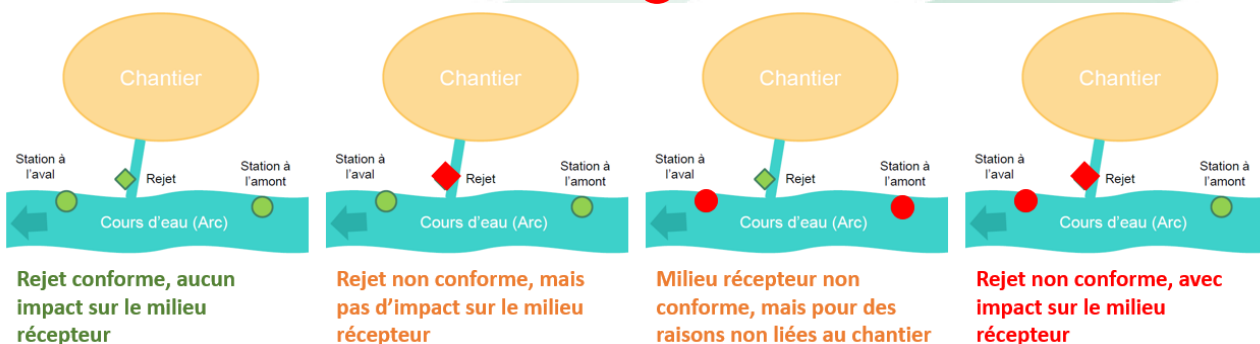 Chantier
Station à
l'aval
Rejet
Station à
l'amont
Cours d'eau (Arc)
Rejet conforme, aucun
impact sur le milieu
récepteur
Chantier
Station à
l'aval
Rejet
Station à
l'amont
Cours d'eau (Arc)
Rejet non conforme, mais
pas d'impact sur le milieu
récepteur
Chantier
Station à
l'aval
Rejet
Station à
l'amont
Cours d'eau (Arc)
Milieu récepteur non
conforme, mais pour des
raisons non liées au chantier
Chantier
Station à
l'aval
Rejet
Station à
l'amont
Cours d'eau (Arc)
Rejet non conforme, avec
impact sur le milieu
récepteur